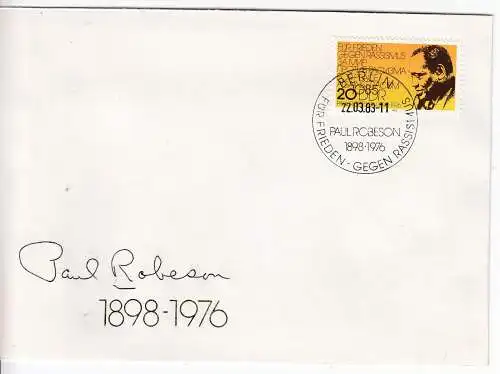 FÜR FRIEDEN
GEGEN RASSISMUS
20 DDR
BERLIN
1085
22.03.83-11
PAUL ROBESON
1898-1976
FÜR FRIEDEN - GEGEN RASSISMUS
Paul Robeson
1898-1976